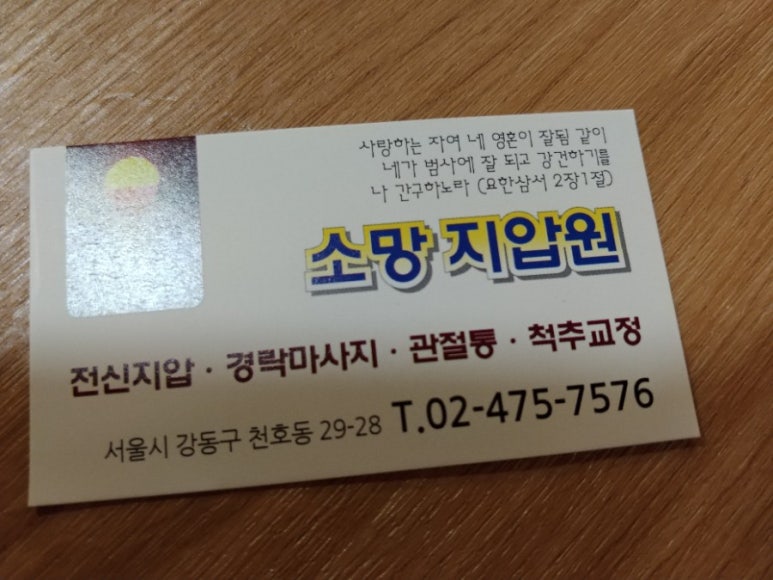 사랑하는 자여 네 영혼이 잘됨 같이
네가 범사에 잘 되고 강건하기를
나 간구하노라 (요한삼서 2장1절)
소망 지압원
전신지압 · 경락마사지 · 관절통 · 척추교정
서울시 강동구 천호동 29-28 T.02-475-7576